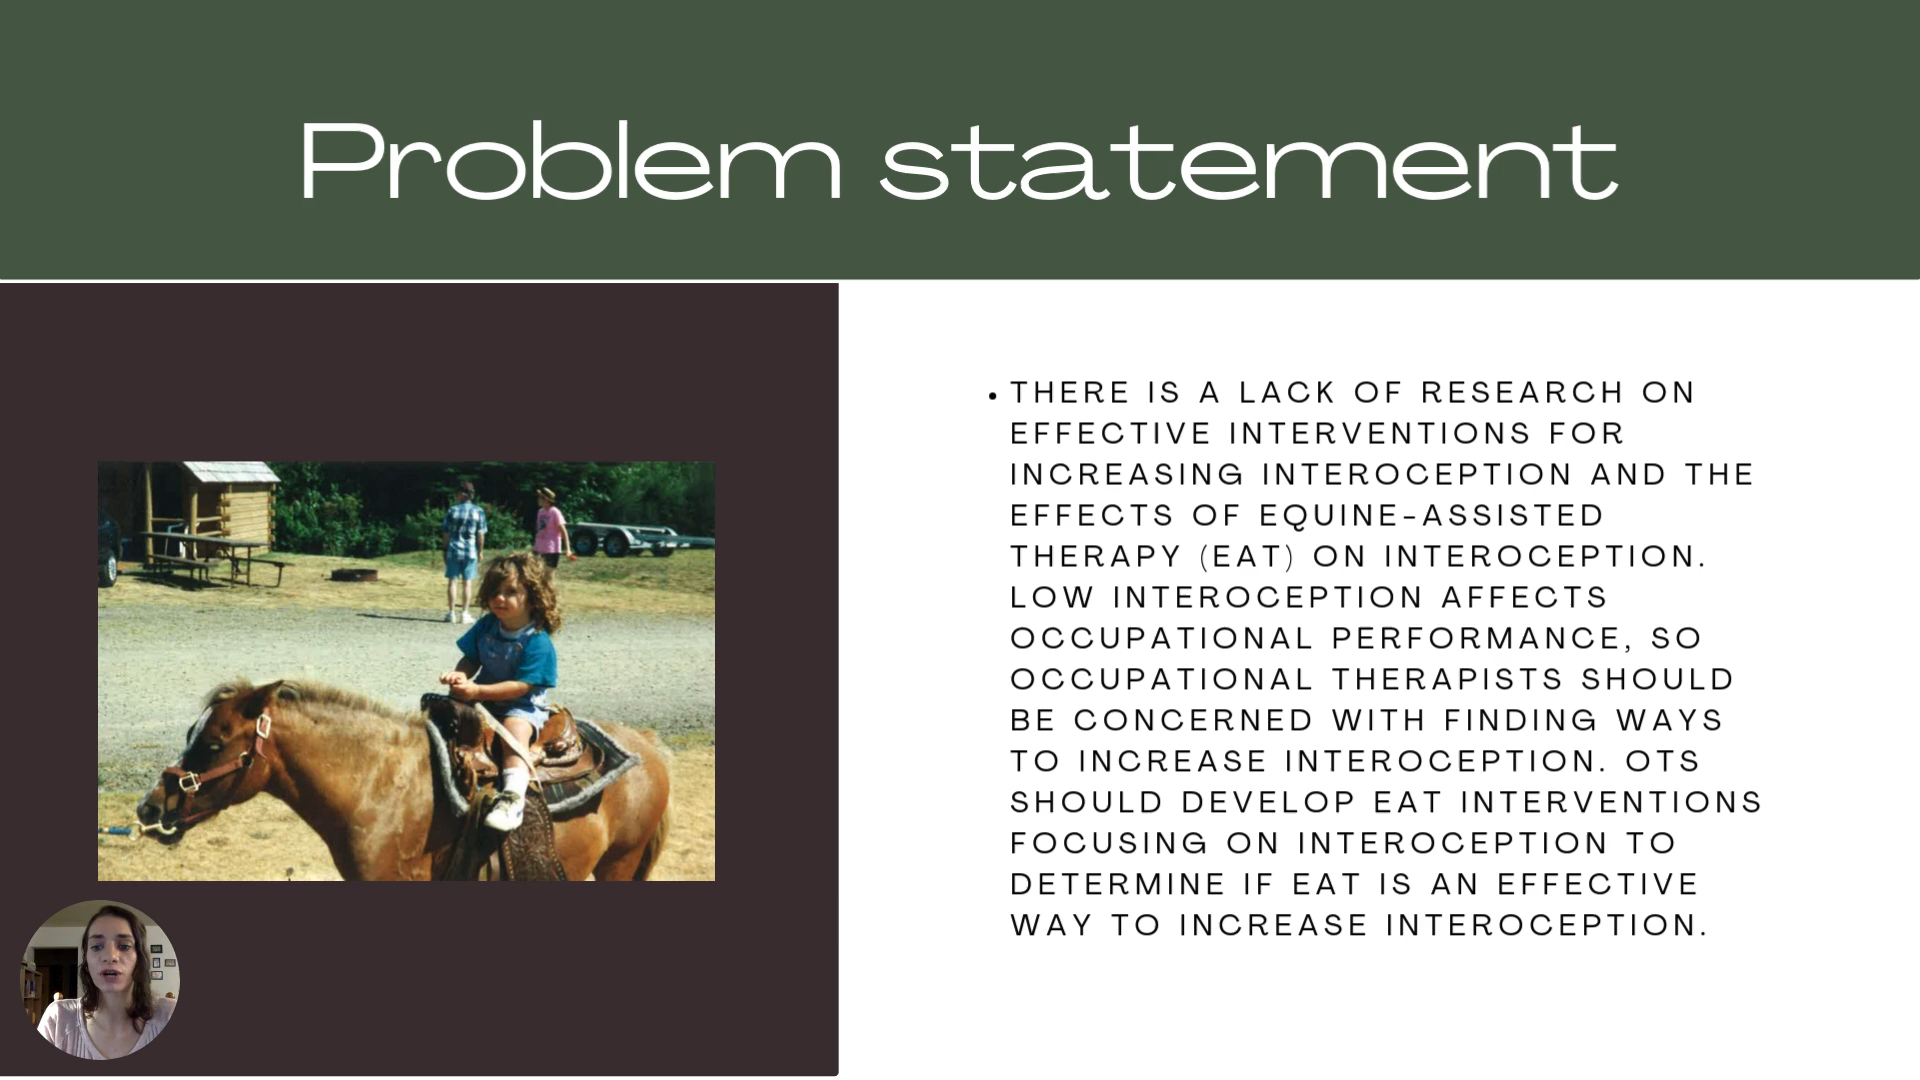 Problem statement
• THERE IS A LACK OF RESEARCH ON
EFFECTIVE INTERVENTIONS FOR
INCREASING INTEROCEPTION AND THE
EFFECTS OF EQUINE-ASSISTED
THERAPY (EAT) ON INTEROCEPTION.
LOW INTEROCEPTION AFFECTS
OCCUPATIONAL PERFORMANCE, SO
OCCUPATIONAL THERAPISTS SHOULD
BE CONCERNED WITH FINDING WAYS
TO INCREASE INTEROCEPTION. OTS
SHOULD DEVELOP EAT INTERVENTIONS
FOCUSING ON INTEROCEPTION TO
DETERMINE IF EAT IS AN EFFECTIVE
WAY TO INCREASE INTEROCEPTION.